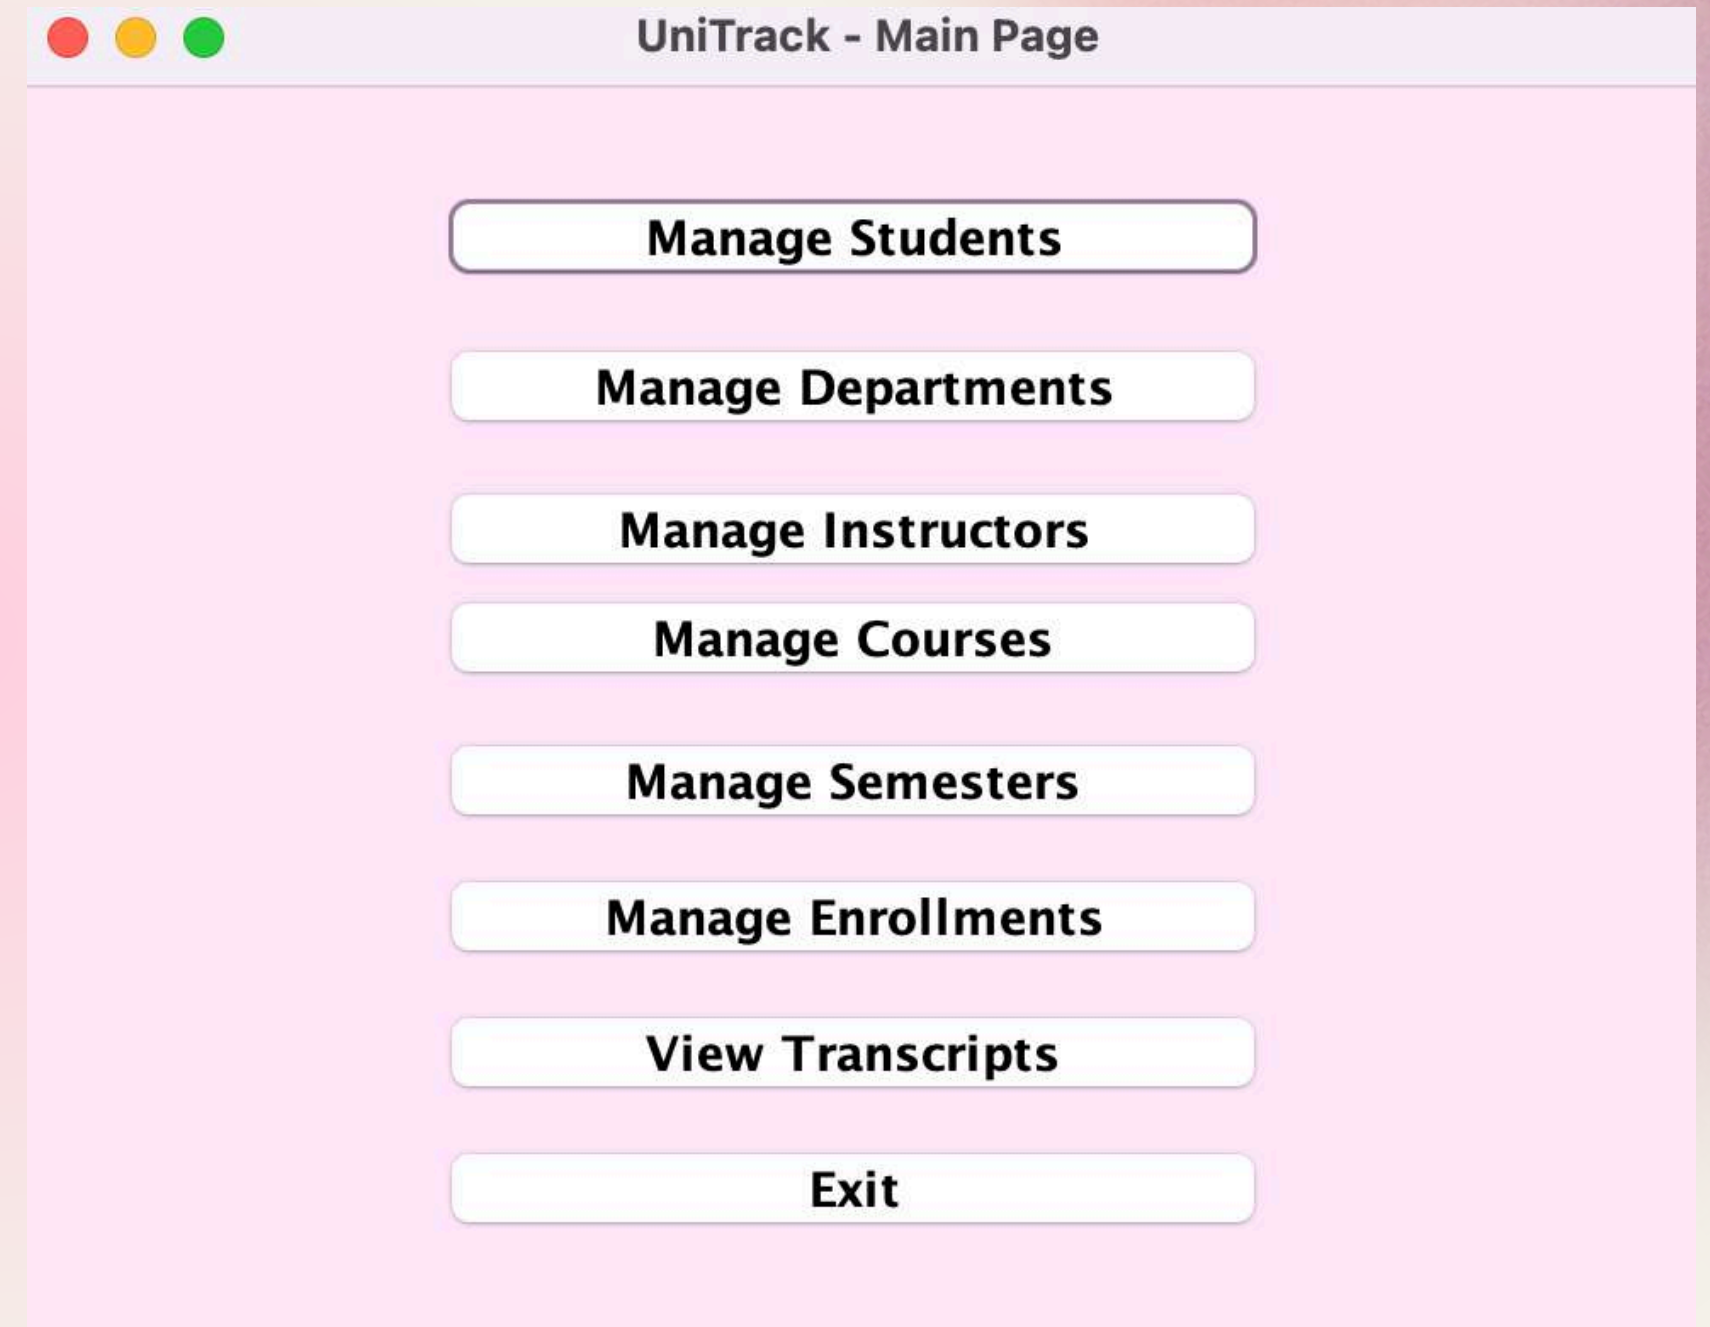 UniTrack - Main Page
Manage Students
Manage Departments
Manage Instructors
Manage Courses
Manage Semesters
Manage Enrollments
View Transcripts
Exit